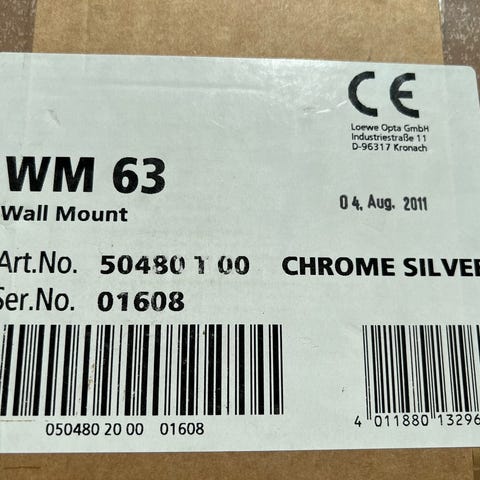 CE
Loewe Opta GmbH
Industriestraße 11
D-96317 Kronach
WM 63
04. Aug. 2011
Wall Mount
Art.No. 50480 T 00 CHROME SILVER
Ser.No. 01608
050480 20 00 01608
4 011880 13296